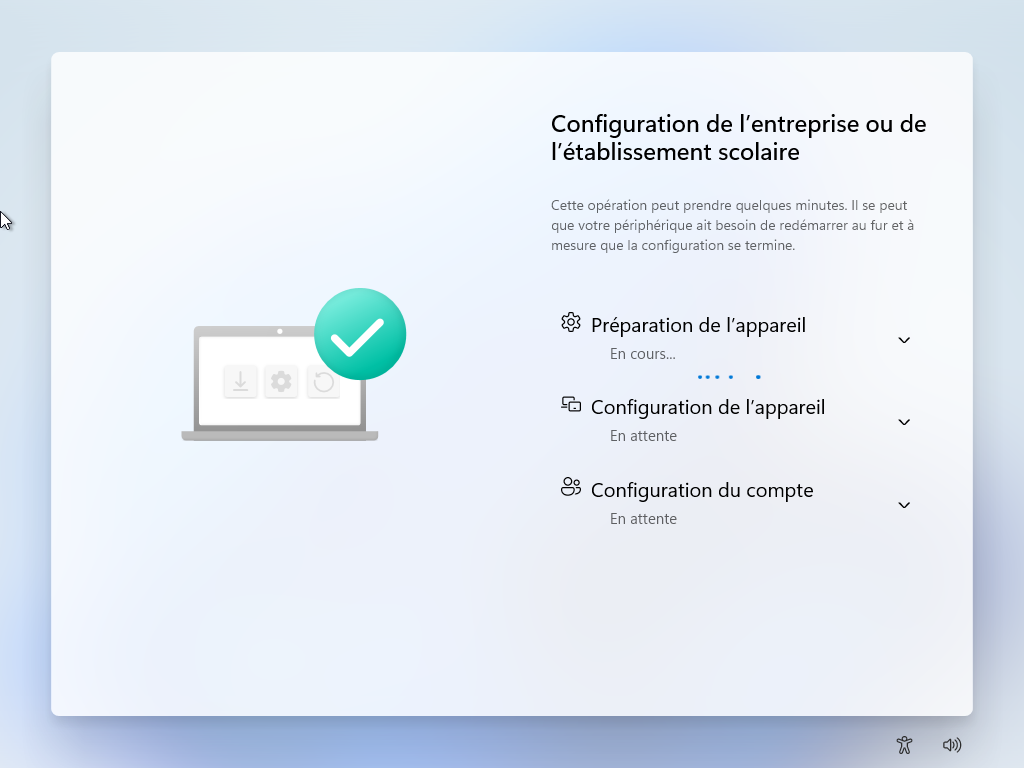 Configuration de l’entreprise ou de
l’établissement scolaire
Cette opération peut prendre quelques minutes. Il se peut
que votre périphérique ait besoin de redémarrer au fur et à
mesure que la configuration se termine.
Préparation de l’appareil
En cours...
Configuration de l’appareil
En attente
Configuration du compte
En attente